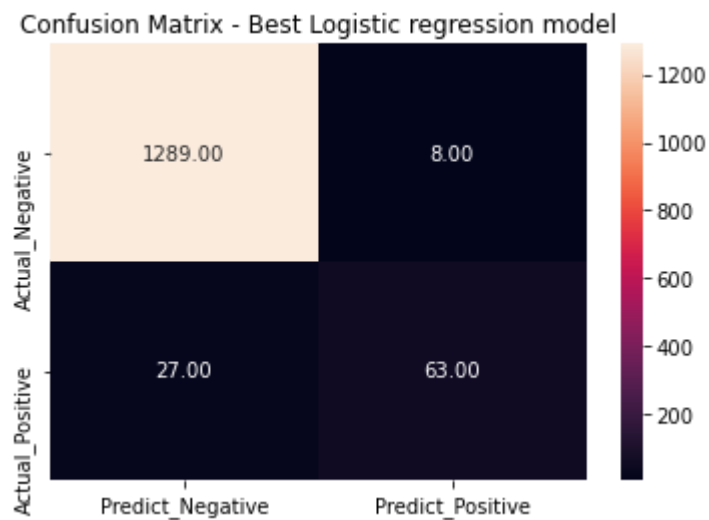 Confusion Matrix - Best Logistic regression model
Actual_Negative
Actual_Positive
1289.00 8.00
27.00 63.00
Predict_Negative Predict_Positive
1200
1000
800
600
400
200